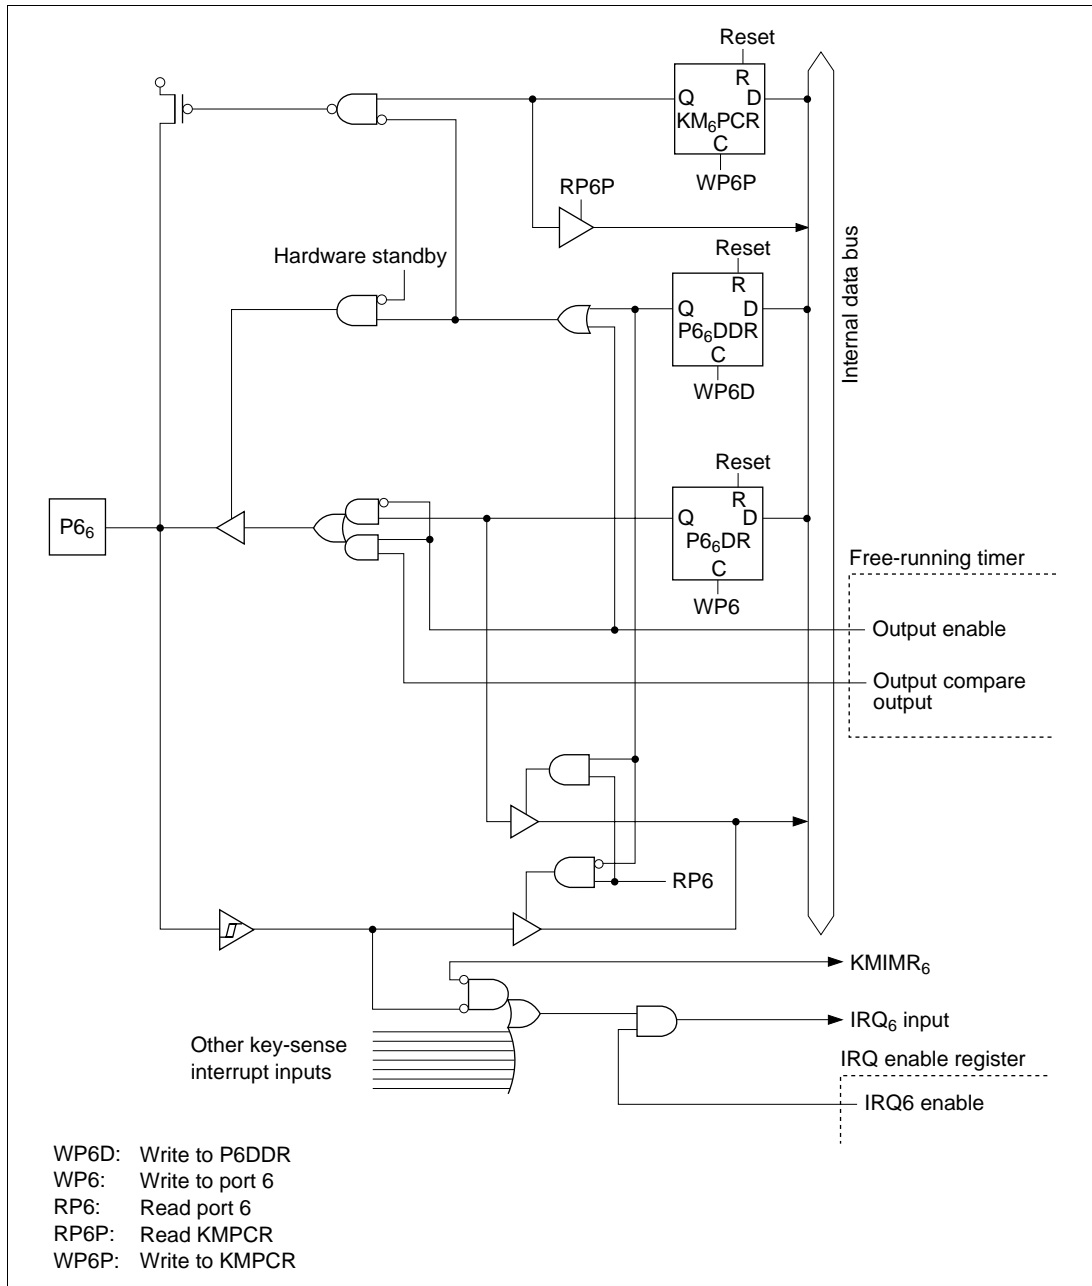 Reset
R
Q D
KM₆PCR
C
WP6P
RP6P
Reset
Hardware standby
R
Q D
P6₆DDR
C
WP6D
Internal data bus
Reset
R
P6₆
Q D
P6₆DR
C
WP6
Free-running timer
Output enable
Output compare
output
RP6
KMIMR₆
IRQ₆ input
Other key-sense
interrupt inputs
IRQ enable register
IRQ6 enable
WP6D: Write to P6DDR
WP6: Write to port 6
RP6: Read port 6
RP6P: Read KMPCR
WP6P: Write to KMPCR